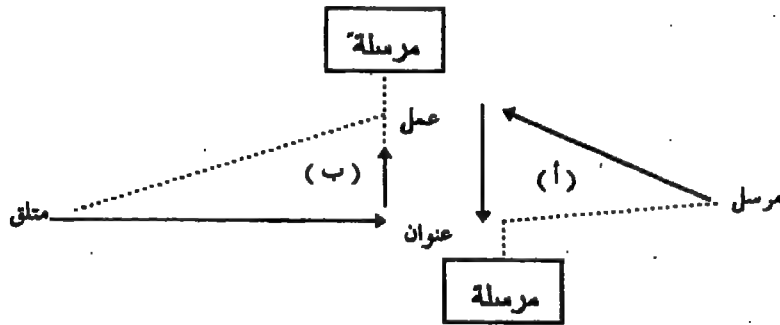 مرسلة
عمل
(أ)
(ب)
مرسل
متلق
عنوان
مرسلة